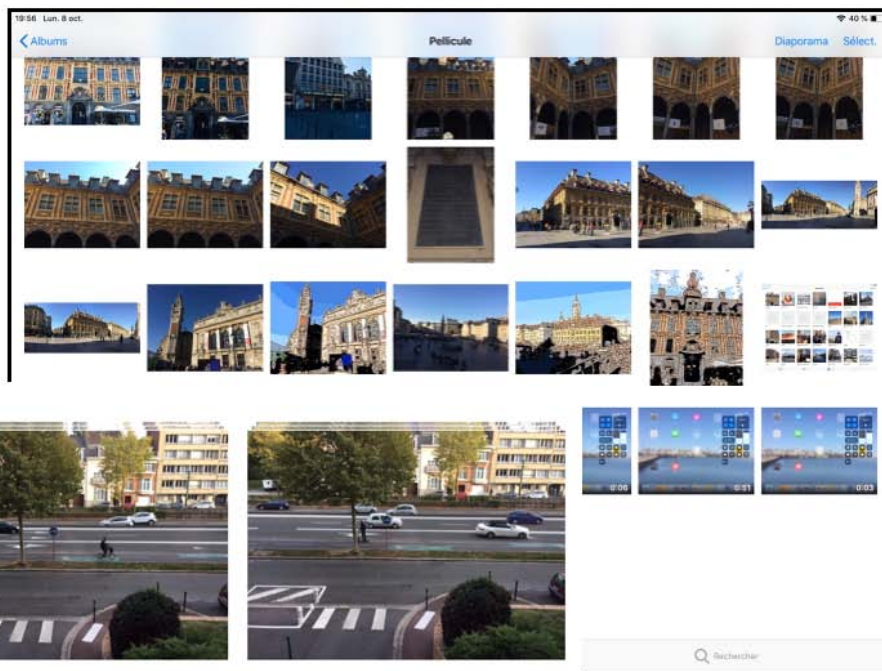 19:56 Lun. 8 oct.
40 %
Albums
Pellicule
Diaporama
Sélect.
0:06
0:51
0:03
Rechercher